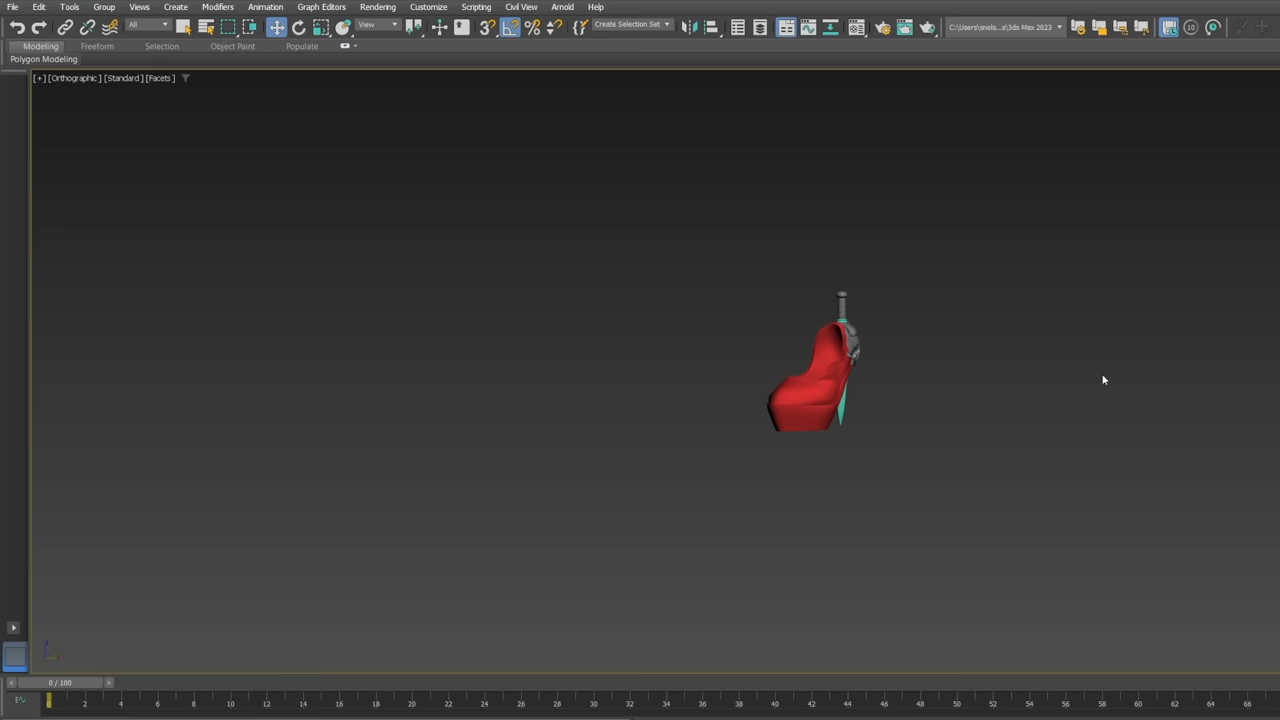 File Edit Tools Group Views Create Modifiers Animation Graph Editors Rendering Customize Scripting Civil View Arnold Help
All View Create Selection Set C:\Users\snels...s\3ds Max 2023
Modeling Freeform Selection Object Paint Populate
Polygon Modeling
[+] [Orthographic] [Standard] [Facets]
< 0 / 100 >
0 2 4 6 8 10 12 14 16 18 20 22 24 26 28 30 32 34 36 38 40 42 44 46 48 50 52 54 56 58 60 62 64 66